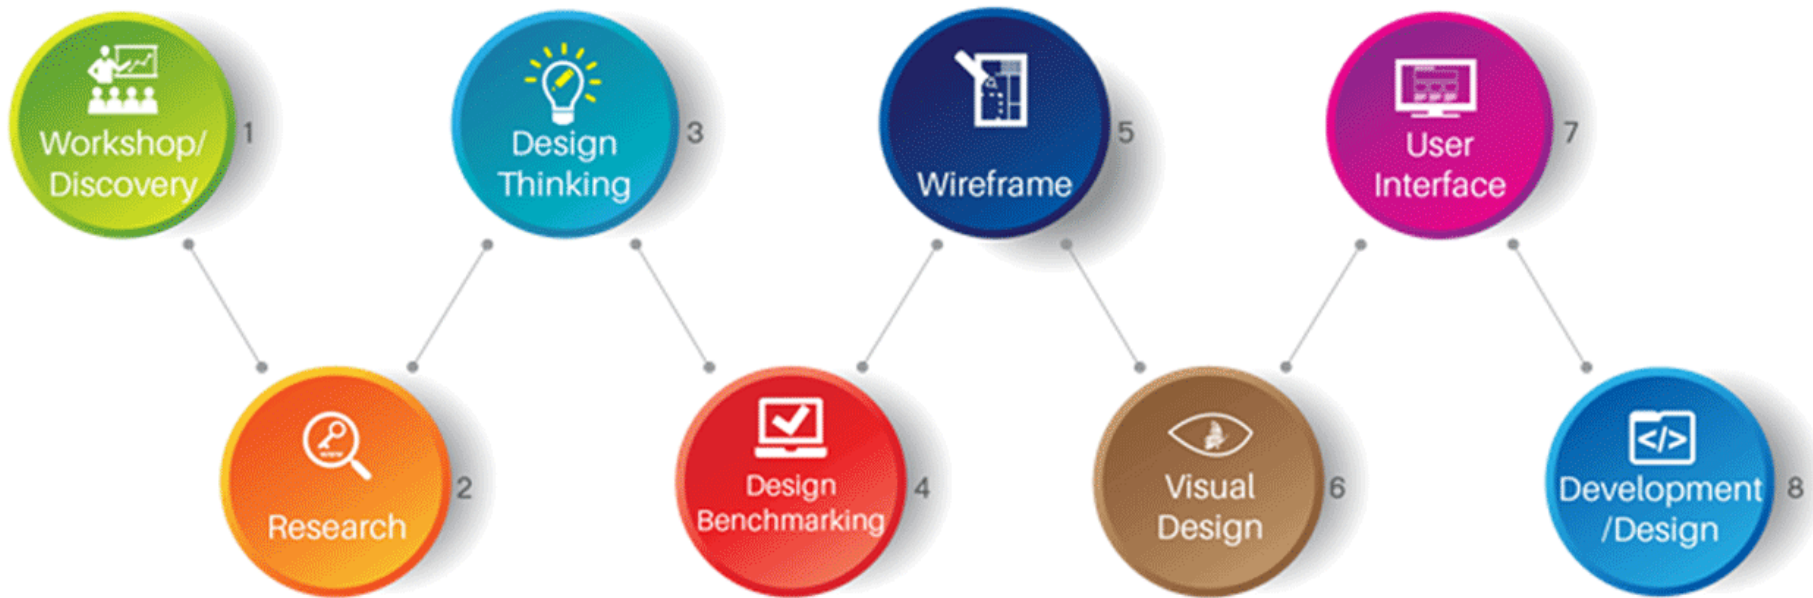 Workshop/
Discovery
1
Research
2
Design
Thinking
3
Design
Benchmarking
4
Wireframe
5
Visual
Design
6
User
Interface
7
</>
Development
/Design
8